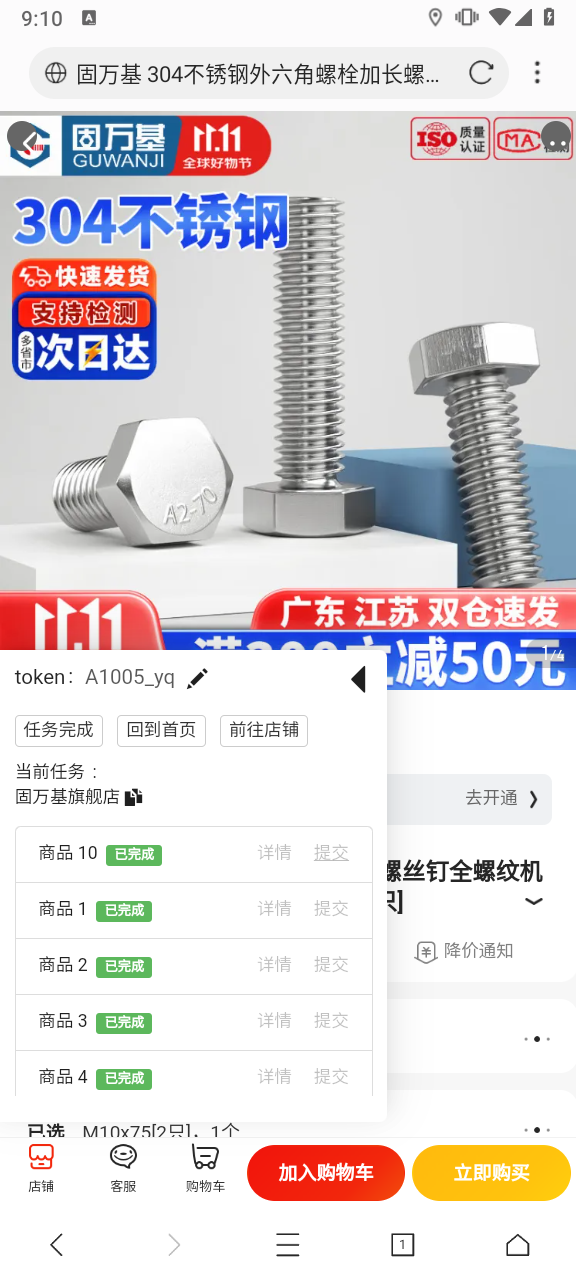 9:10
A
固万基 304不锈钢外六角螺栓加长螺…
固万基
GUWANJI
11.11
全球好物节
ISO 质量认证
MA
304不锈钢
快速发货
支持检测
多省市 次日达
A2-70
广东 江苏 双仓速发
立减50元
1/4
token： A1005_yq
任务完成 回到首页 前往店铺
当前任务：
固万基旗舰店
去开通
商品 10 已完成 详情 提交
螺丝钉全螺纹机
只]
商品 1 已完成 详情 提交
降价通知
商品 2 已完成 详情 提交
商品 3 已完成 详情 提交
商品 4 已完成 详情 提交
已选 M10x75[2只]，1个
店铺 客服 购物车 加入购物车 立即购买
1